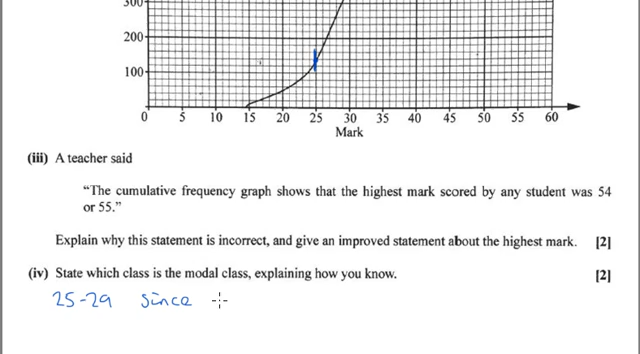 300
200
100
0 5 10 15 20 25 30 35 40 45 50 55 60
Mark
(iii) A teacher said
"The cumulative frequency graph shows that the highest mark scored by any student was 54
or 55."
Explain why this statement is incorrect, and give an improved statement about the highest mark. [2]
(iv) State which class is the modal class, explaining how you know. [2]
25-29 since